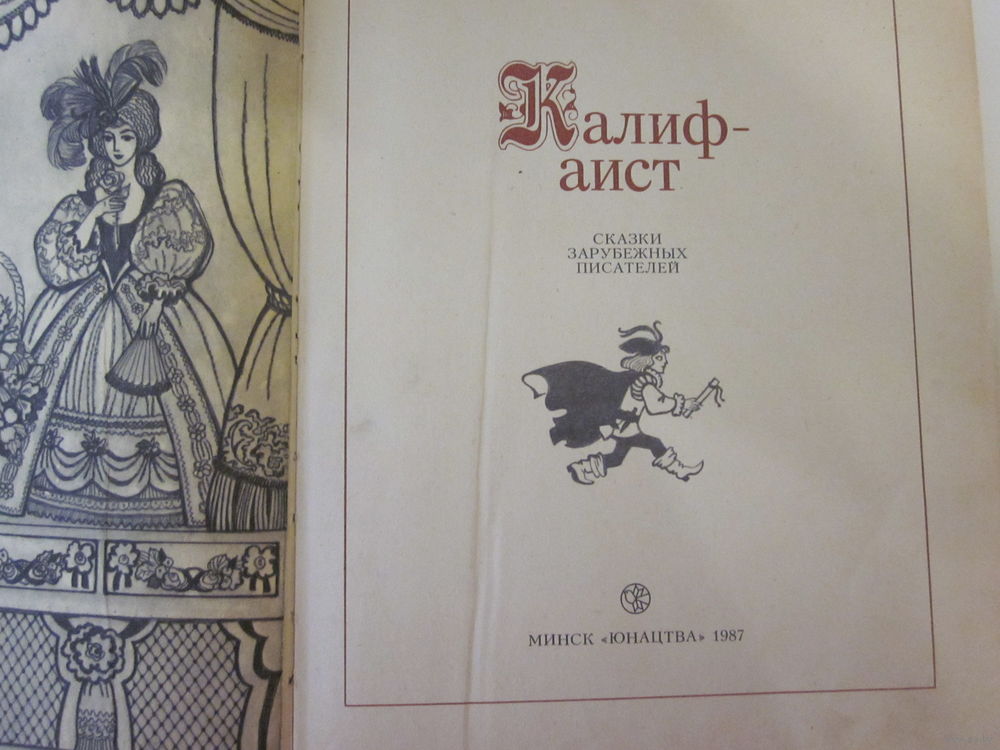 Калиф-
аист
СКАЗКИ
ЗАРУБЕЖНЫХ
ПИСАТЕЛЕЙ
МИНСК «ЮНАЦТВА» 1987